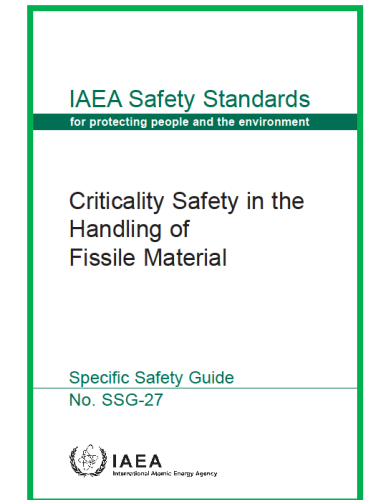 IAEA Safety Standards
for protecting people and the environment
Criticality Safety in the
Handling of
Fissile Material
Specific Safety Guide
No. SSG-27
IAEA
International Atomic Energy Agency